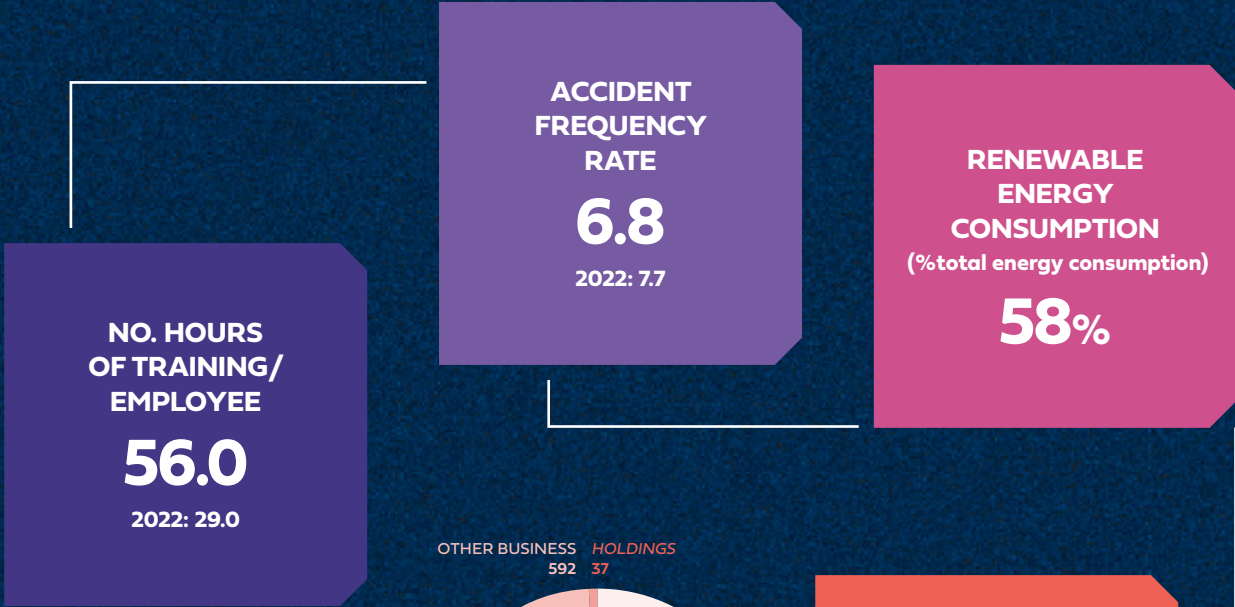 ACCIDENT
FREQUENCY
RATE
6.8
2022: 7.7
RENEWABLE
ENERGY
CONSUMPTION
(%total energy consumption)
58%
NO. HOURS
OF TRAINING/
EMPLOYEE
56.0
2022: 29.0
OTHER BUSINESS
592
HOLDINGS
37